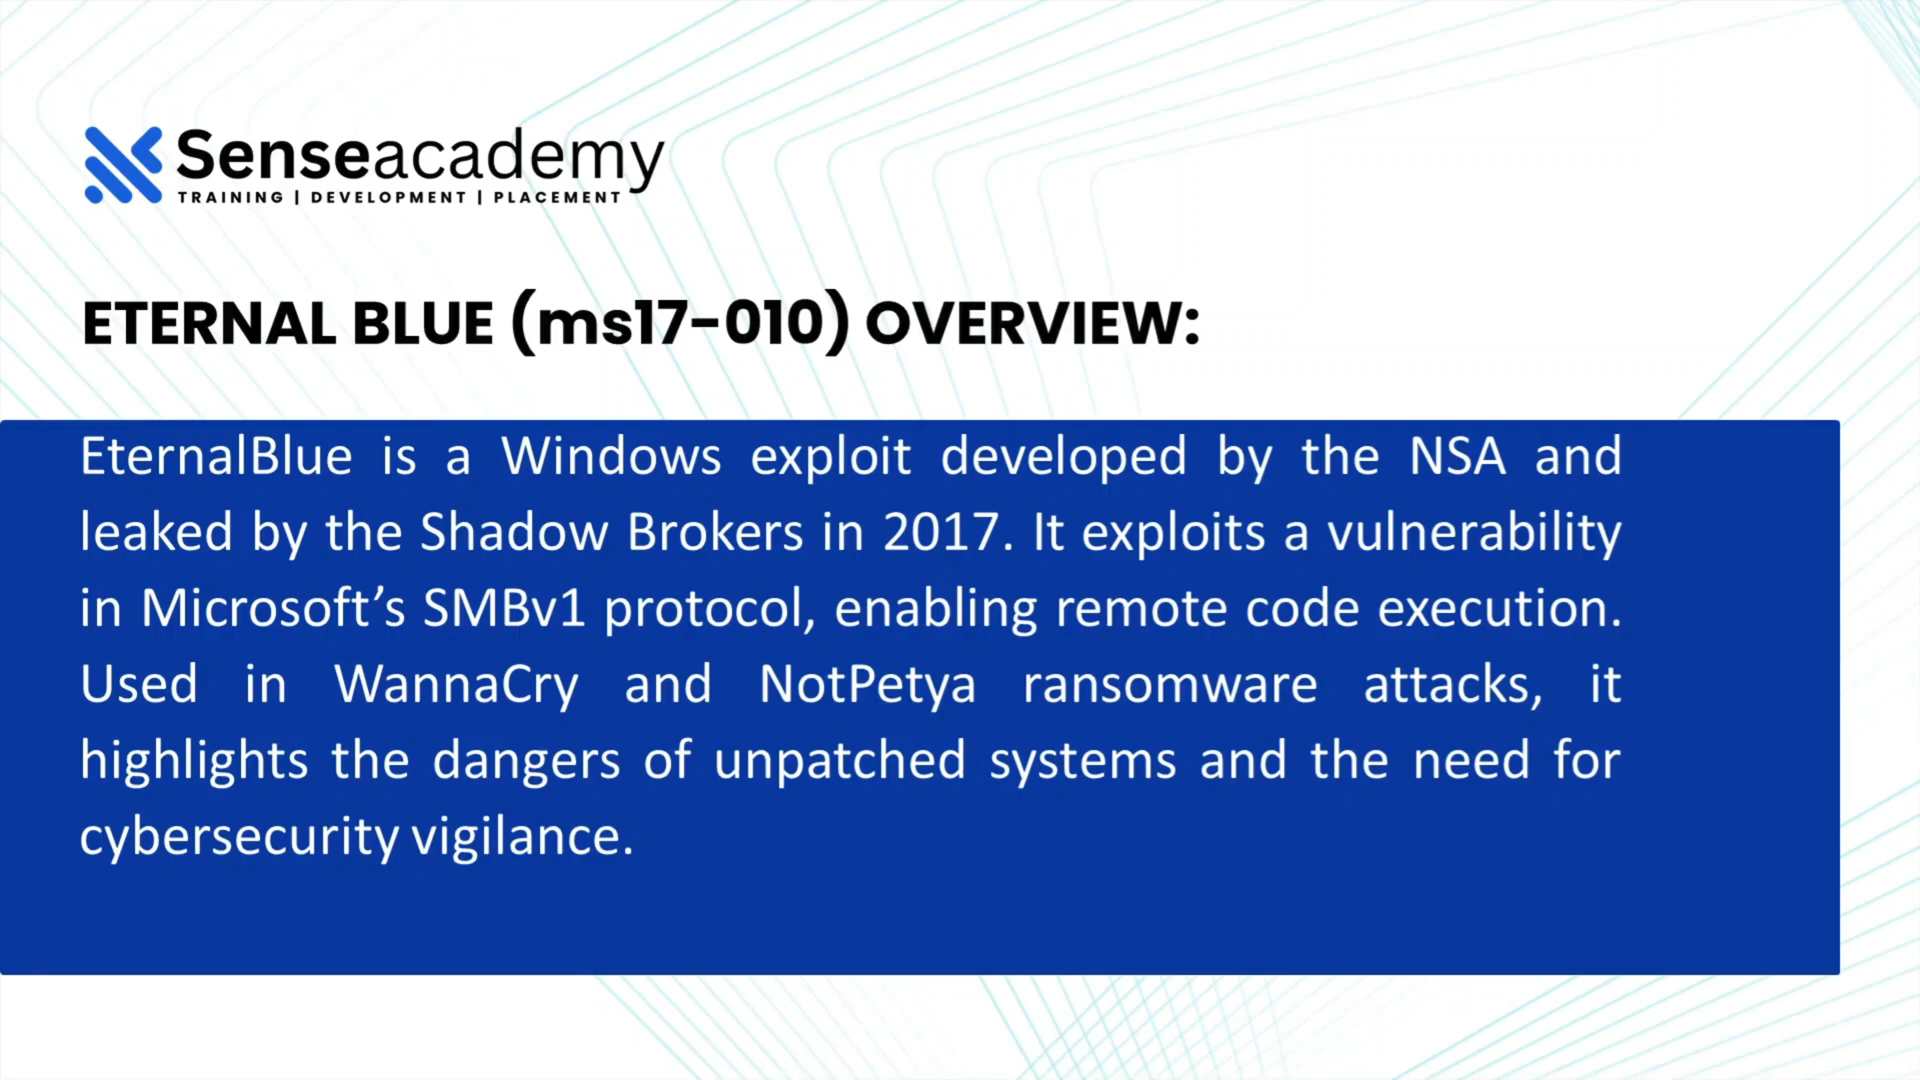 Senseacademy
TRAINING | DEVELOPMENT | PLACEMENT
ETERNAL BLUE (ms17-010) OVERVIEW:
EternalBlue is a Windows exploit developed by the NSA and
leaked by the Shadow Brokers in 2017. It exploits a vulnerability
in Microsoft’s SMBv1 protocol, enabling remote code execution.
Used in WannaCry and NotPetya ransomware attacks, it
highlights the dangers of unpatched systems and the need for
cybersecurity vigilance.